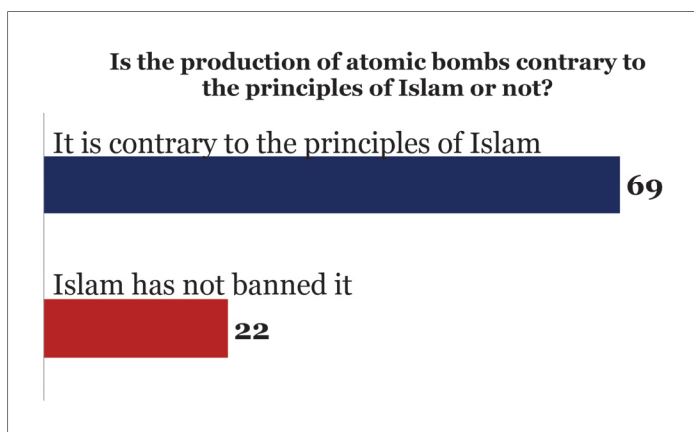 Is the production of atomic bombs contrary to
the principles of Islam or not?
It is contrary to the principles of Islam
69
Islam has not banned it
22